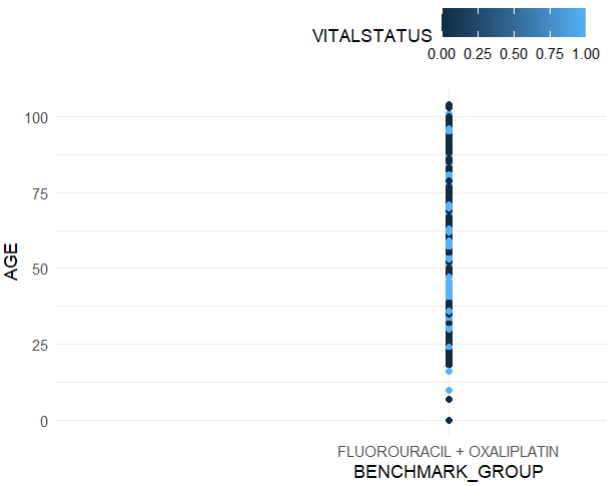 VITALSTATUS
0.00 0.25 0.50 0.75 1.00
100
75
50
25
0
AGE
FLUOROURACIL + OXALIPLATIN
BENCHMARK_GROUP